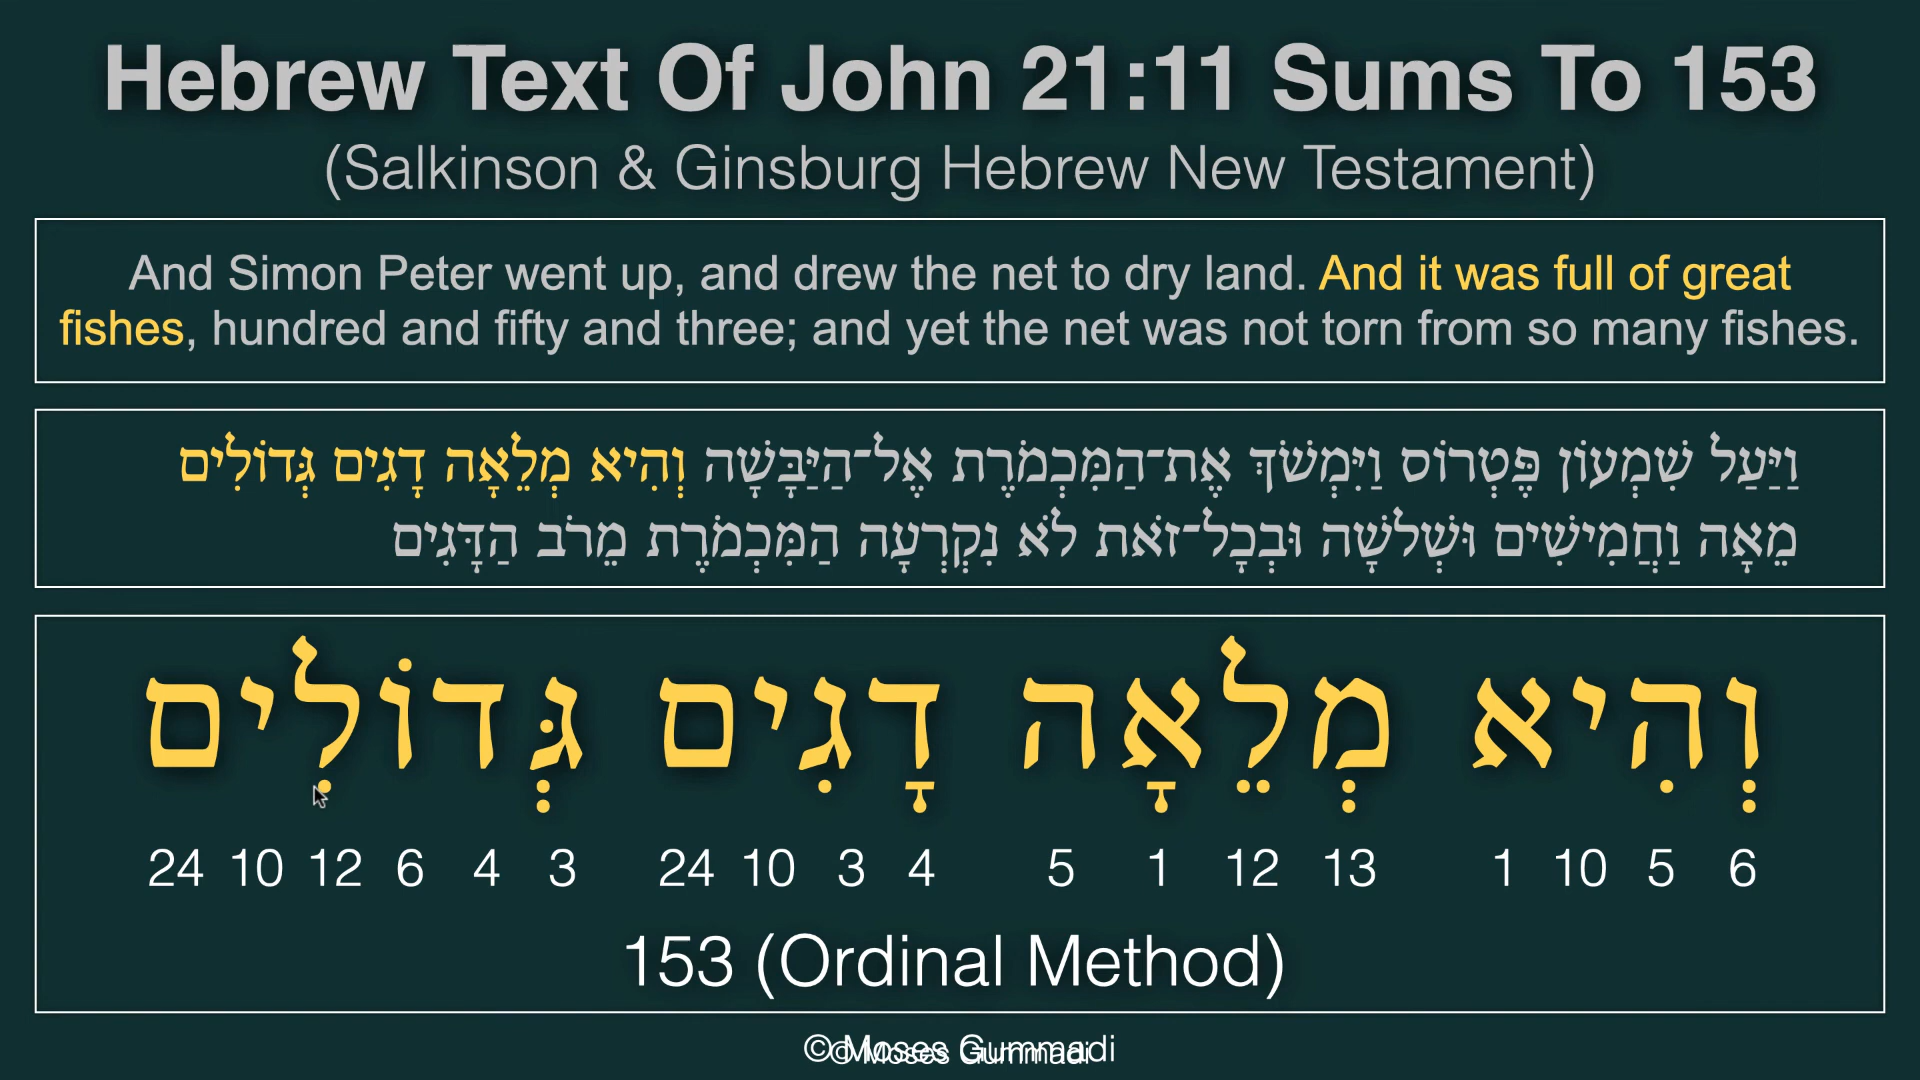 Hebrew Text Of John 21:11 Sums To 153
(Salkinson & Ginsburg Hebrew New Testament)
And Simon Peter went up, and drew the net to dry land. And it was full of great
fishes, hundred and fifty and three; and yet the net was not torn from so many fishes.
וַיַּעַל שִׁמְעוֹן פֶּטְרוֹס וַיִּמְשֹׁךְ אֶת־הַמִּכְמֹרֶת אֶל־הַיַּבָּשָׁה וְהִיא מְלֵאָה דָגִים גְּדוֹלִים
מֵאָה וַחֲמִישִׁים וּשְׁלֹשָׁה וּבְכָל־זֹאת לֹא נִקְרְעָה הַמִּכְמֹרֶת מֵרֹב הַדָּגִים
וְהִיא מְלֵאָה דָגִים גְּדוֹלִים
24 10 12 6 4 3 24 10 3 4 5 1 12 13 1 10 5 6
153 (Ordinal Method)
© Moses Gummadi
© Moses Gummadi